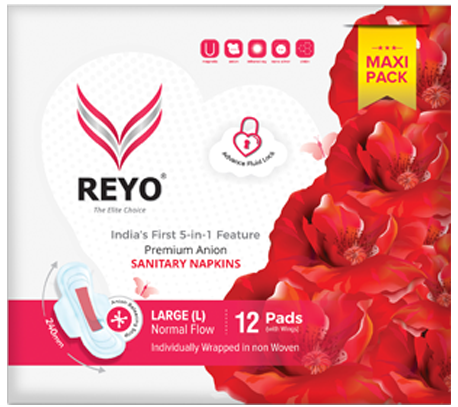 MAXI
PACK
Advance Fluid Lock
REYO®
The Elite Choice
India's First 5-in-1 Feature
Premium Anion
SANITARY NAPKINS
240mm
LARGE (L)
Normal Flow
12 Pads
(with Wings)
Individually Wrapped in non Woven